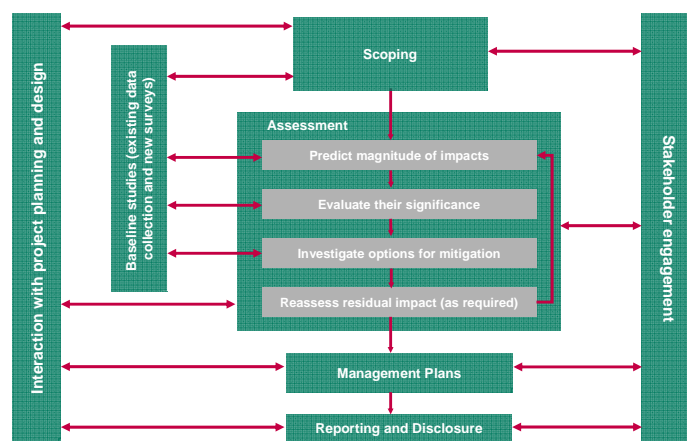 Interaction with project planning and design
Baseline studies (existing data
collection and new surveys)
Scoping
Assessment
Predict magnitude of impacts
Evaluate their significance
Investigate options for mitigation
Reassess residual impact (as required)
Management Plans
Reporting and Disclosure
Stakeholder engagement